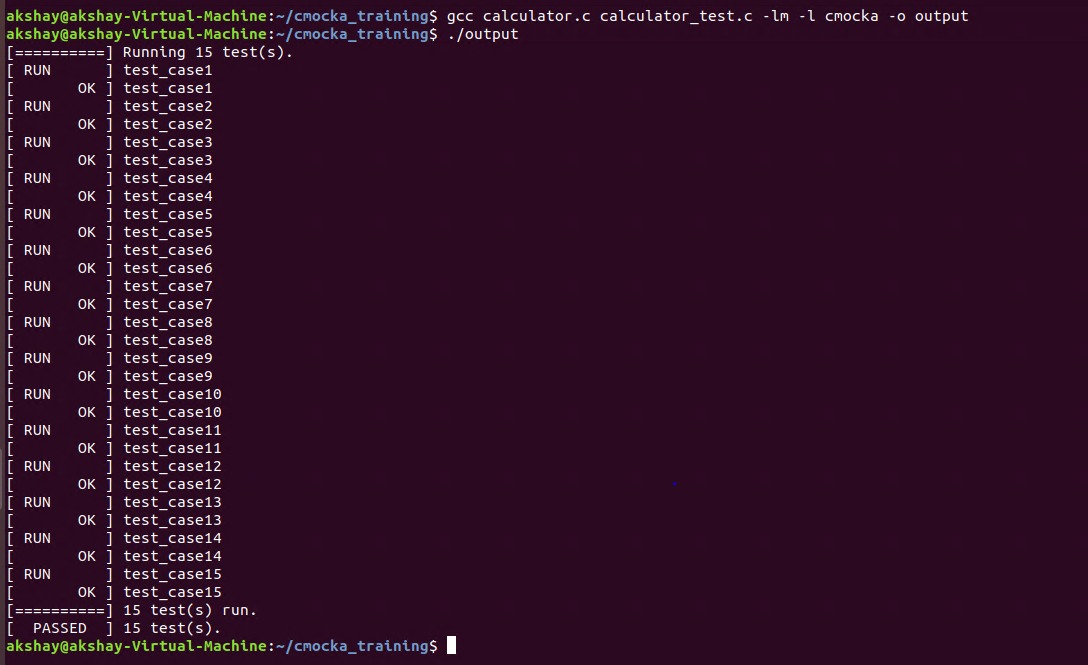 akshay@akshay-Virtual-Machine:~/cmocka_training$ gcc calculator.c calculator_test.c -lm -l cmocka -o output
akshay@akshay-Virtual-Machine:~/cmocka_training$ ./output
[==========] Running 15 test(s).
[ RUN      ] test_case1
[       OK ] test_case1
[ RUN      ] test_case2
[       OK ] test_case2
[ RUN      ] test_case3
[       OK ] test_case3
[ RUN      ] test_case4
[       OK ] test_case4
[ RUN      ] test_case5
[       OK ] test_case5
[ RUN      ] test_case6
[       OK ] test_case6
[ RUN      ] test_case7
[       OK ] test_case7
[ RUN      ] test_case8
[       OK ] test_case8
[ RUN      ] test_case9
[       OK ] test_case9
[ RUN      ] test_case10
[       OK ] test_case10
[ RUN      ] test_case11
[       OK ] test_case11
[ RUN      ] test_case12
[       OK ] test_case12
[ RUN      ] test_case13
[       OK ] test_case13
[ RUN      ] test_case14
[       OK ] test_case14
[ RUN      ] test_case15
[       OK ] test_case15
[==========] 15 test(s) run.
[  PASSED  ] 15 test(s).
akshay@akshay-Virtual-Machine:~/cmocka_training$